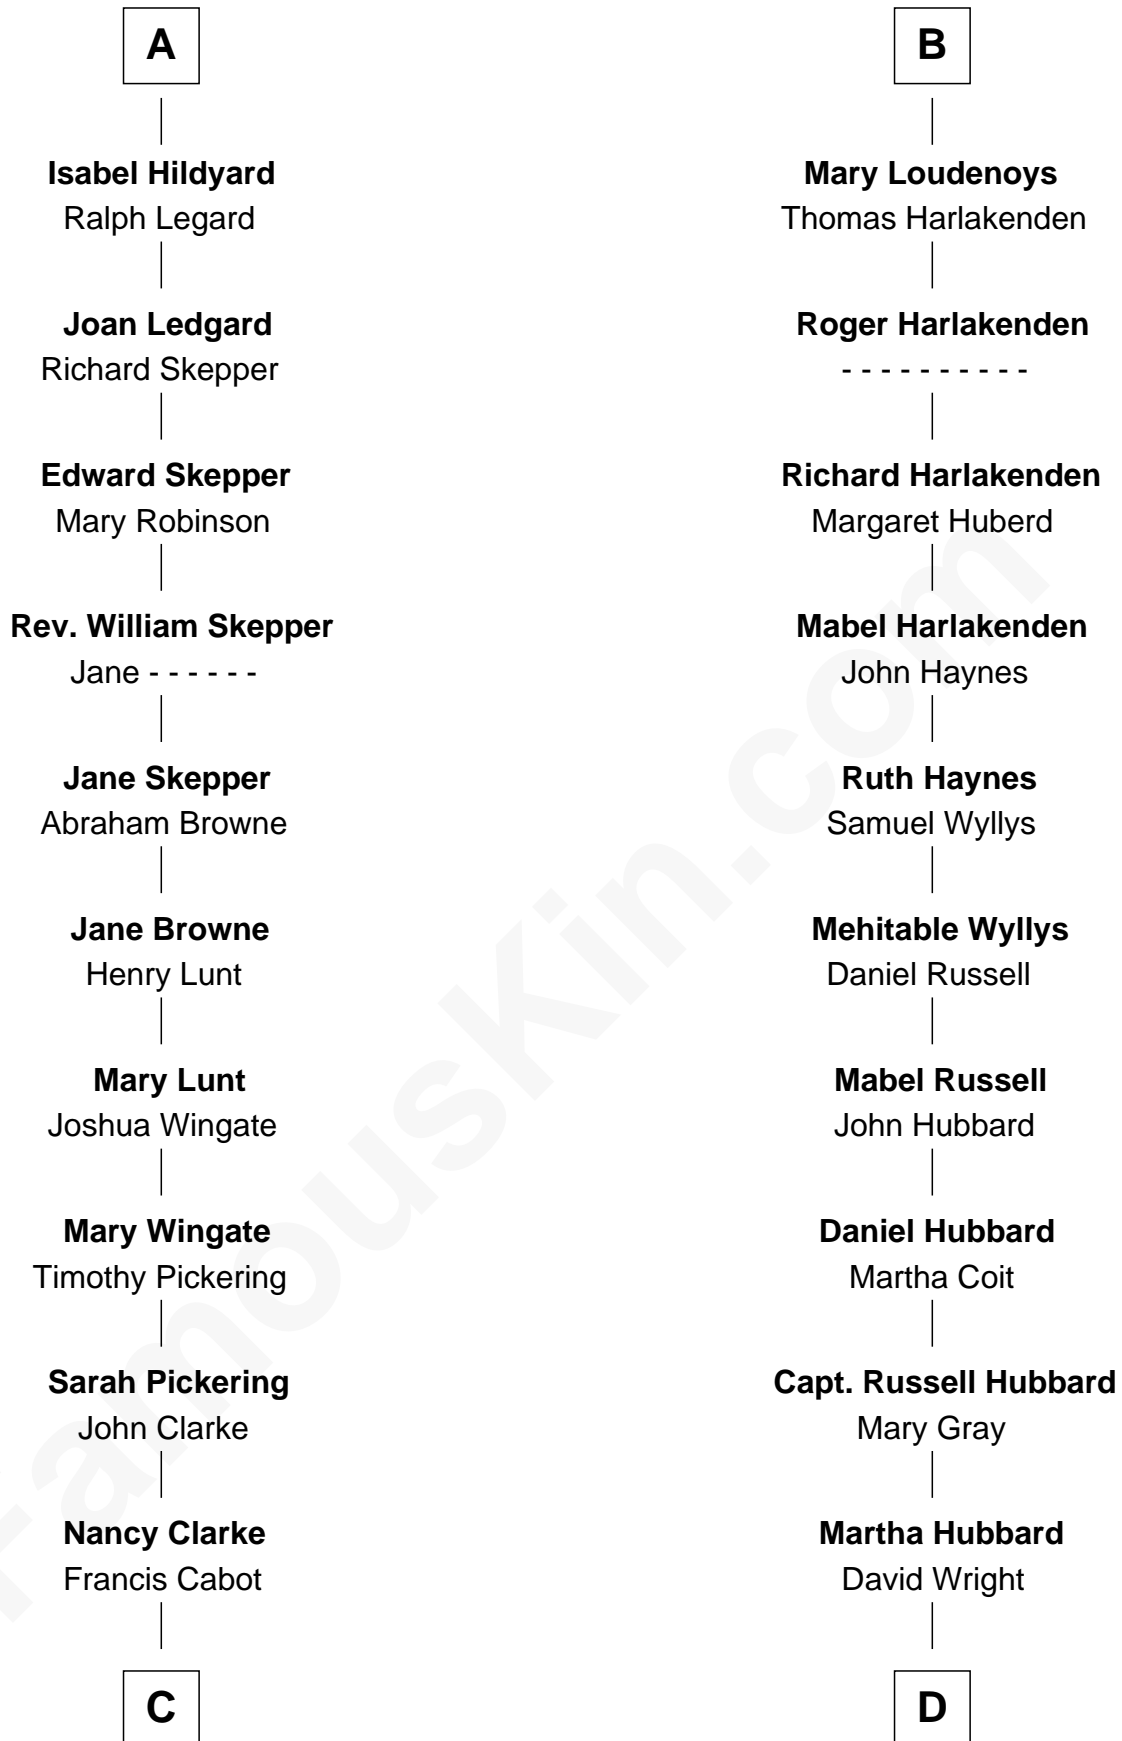 A
Isabel Hildyard
Ralph Legard
Joan Ledgard
Richard Skepper
Edward Skepper
Mary Robinson
Rev. William Skepper
Jane - - - - - -
Jane Skepper
Abraham Browne
Jane Browne
Henry Lunt
Mary Lunt
Joshua Wingate
Mary Wingate
Timothy Pickering
Sarah Pickering
John Clarke
Nancy Clarke
Francis Cabot
C
B
Mary Loudenoys
Thomas Harlakenden
Roger Harlakenden
- - - - - - - - - -
Richard Harlakenden
Margaret Huberd
Mabel Harlakenden
John Haynes
Ruth Haynes
Samuel Wyllys
Mehitable Wyllys
Daniel Russell
Mabel Russell
John Hubbard
Daniel Hubbard
Martha Coit
Capt. Russell Hubbard
Mary Gray
Martha Hubbard
David Wright
D
FamousKin.com